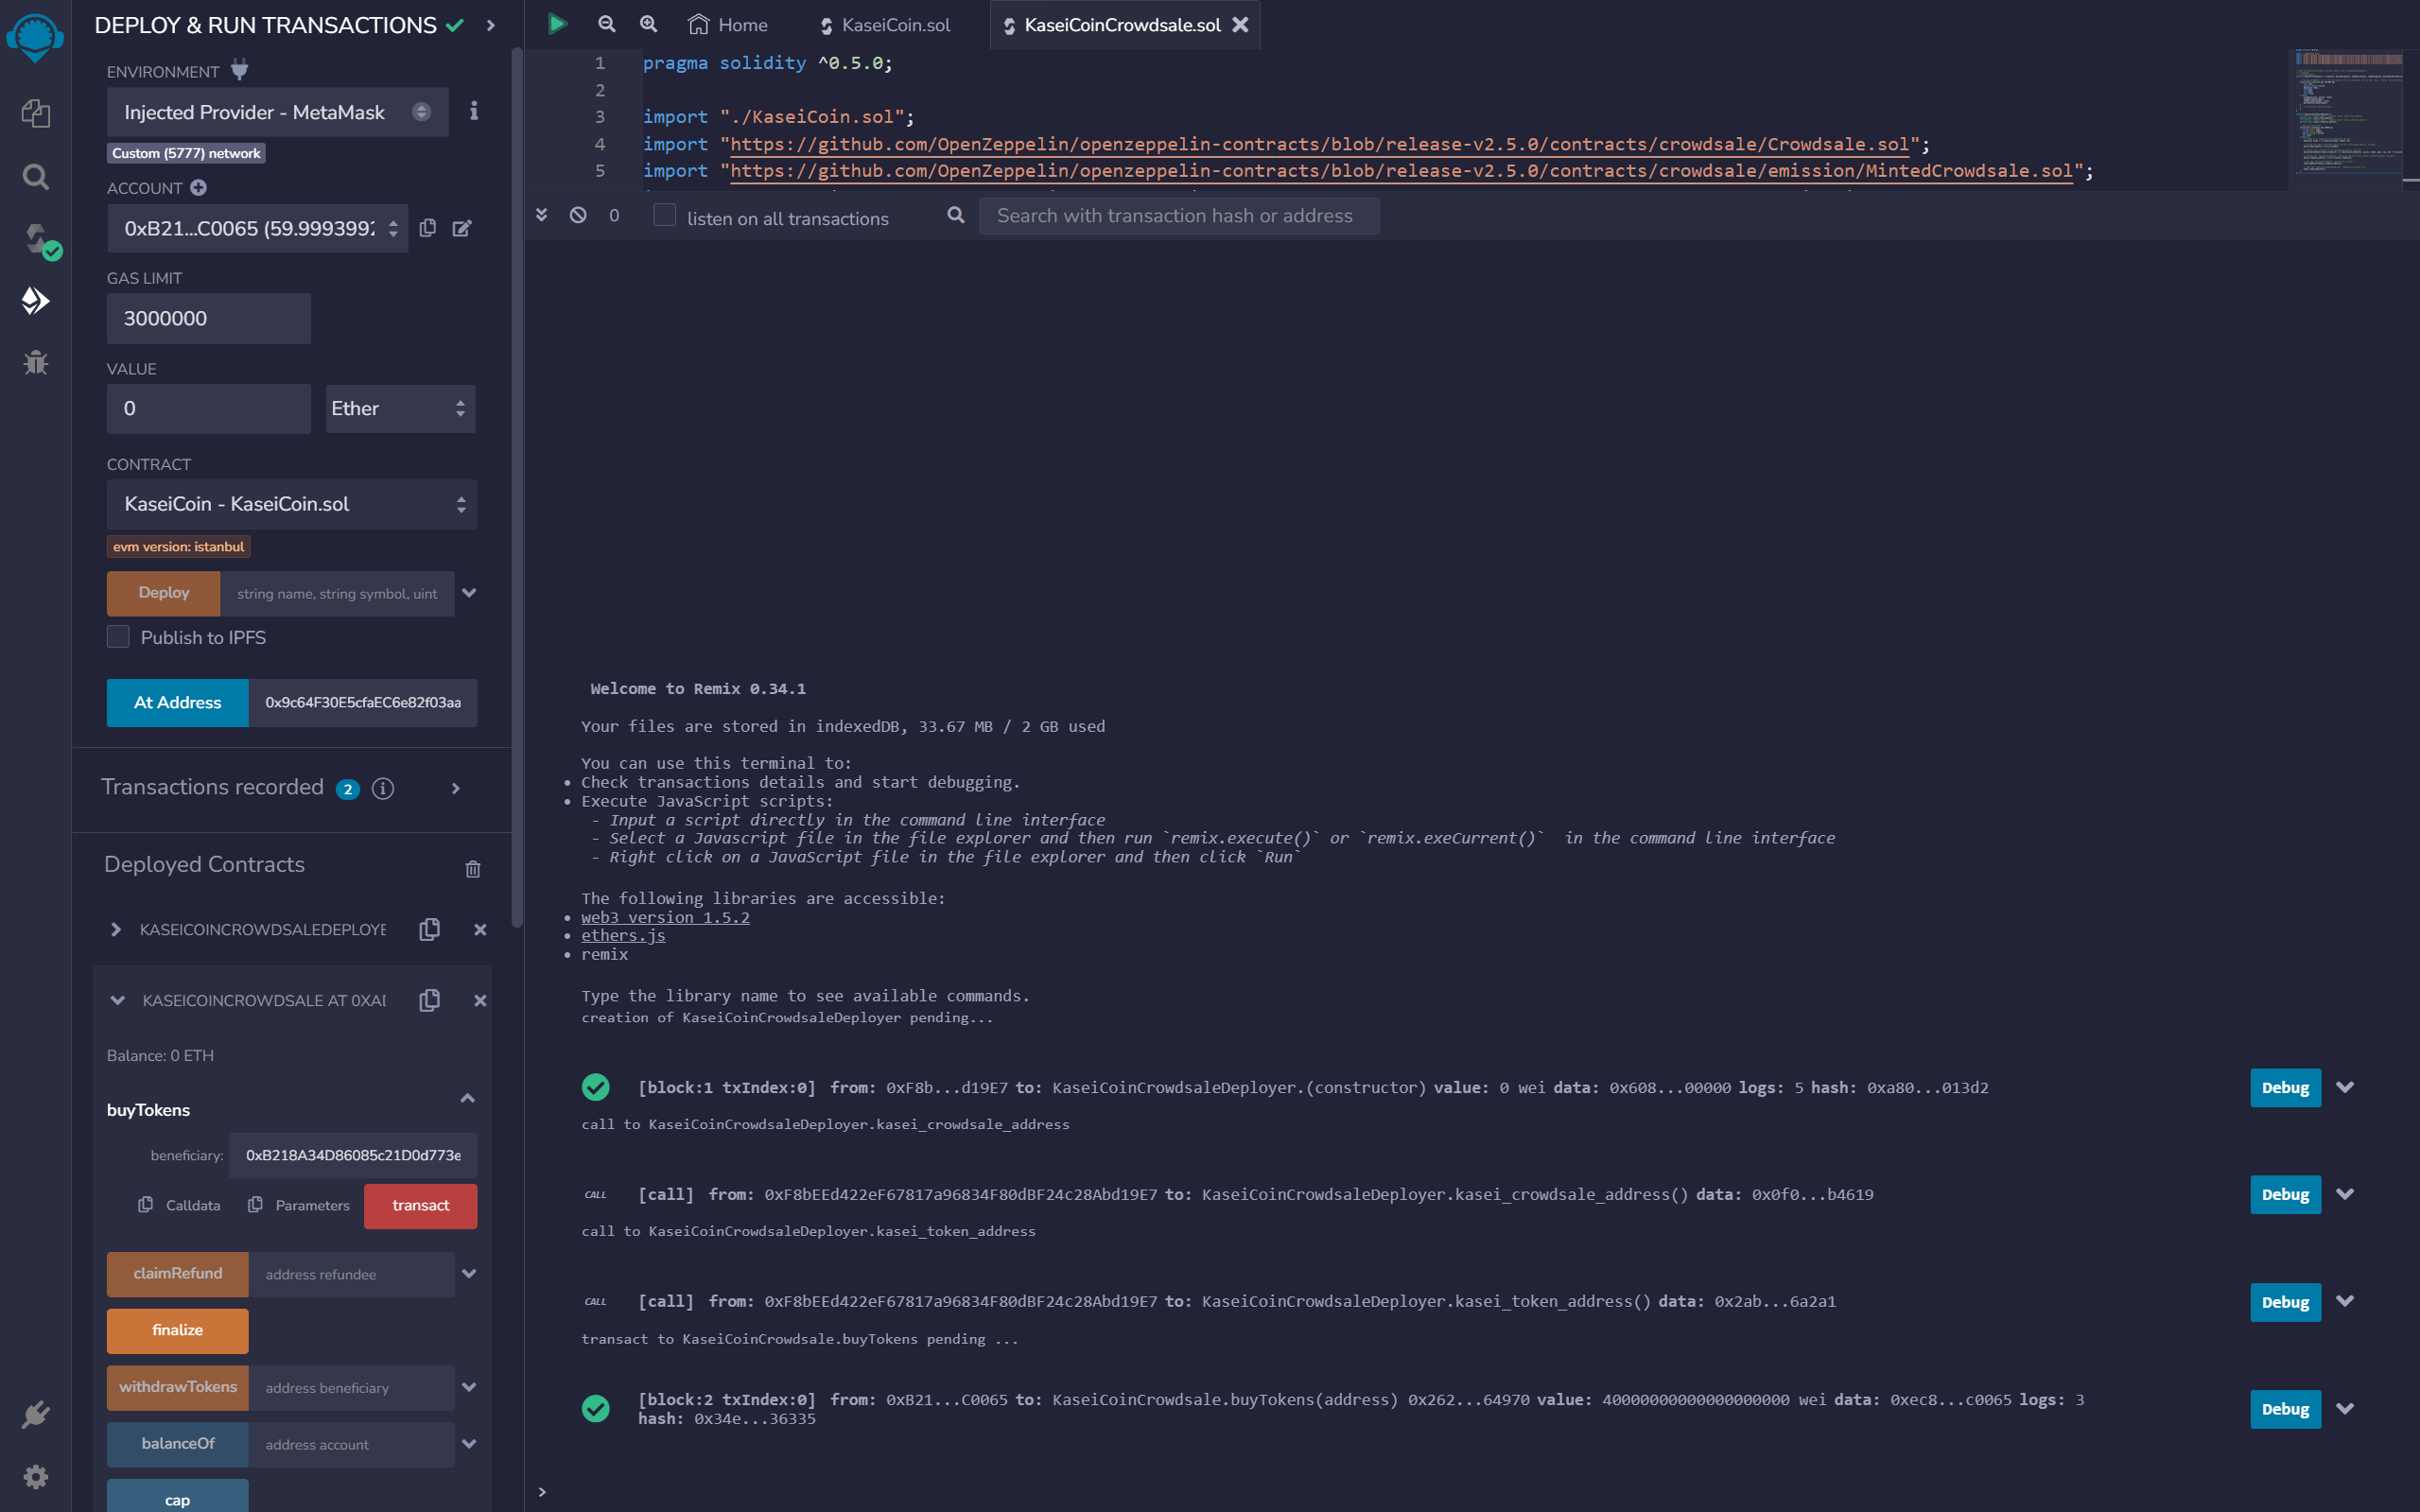 DEPLOY & RUN TRANSACTIONS
ENVIRONMENT
Injected Provider - MetaMask
Custom (5777) network
ACCOUNT
0xB21...C0065 (59.9993992
GAS LIMIT
3000000
VALUE
0 Ether
CONTRACT
KaseiCoin - KaseiCoin.sol
evm version: istanbul
Deploy string name, string symbol, uint
Publish to IPFS
At Address 0x9c64F30E5cfaEC6e82f03aa
Transactions recorded 2
Deployed Contracts
KASEICOINCROWDSALEDEPLOYE
KASEICOINCROWDSALE AT 0XAD
Balance: 0 ETH
buyTokens
beneficiary: 0xB218A34D86085c21D0d773e
Calldata Parameters transact
claimRefund address refundee
finalize
withdrawTokens address beneficiary
balanceOf address account
cap
Home KaseiCoin.sol KaseiCoinCrowdsale.sol
1 pragma solidity ^0.5.0;
2
3 import "./KaseiCoin.sol";
4 import "https://github.com/OpenZeppelin/openzeppelin-contracts/blob/release-v2.5.0/contracts/crowdsale/Crowdsale.sol";
5 import "https://github.com/OpenZeppelin/openzeppelin-contracts/blob/release-v2.5.0/contracts/crowdsale/emission/MintedCrowdsale.sol";
0 listen on all transactions Search with transaction hash or address
Welcome to Remix 0.34.1
Your files are stored in indexedDB, 33.67 MB / 2 GB used
You can use this terminal to:
• Check transactions details and start debugging.
• Execute JavaScript scripts:
- Input a script directly in the command line interface
- Select a Javascript file in the file explorer and then run `remix.execute()` or `remix.exeCurrent()` in the command line interface
- Right click on a JavaScript file in the file explorer and then click `Run`
The following libraries are accessible:
• web3 version 1.5.2
• ethers.js
• remix
Type the library name to see available commands.
creation of KaseiCoinCrowdsaleDeployer pending...
[block:1 txIndex:0] from: 0xF8b...d19E7 to: KaseiCoinCrowdsaleDeployer.(constructor) value: 0 wei data: 0x608...00000 logs: 5 hash: 0xa80...013d2 Debug
call to KaseiCoinCrowdsaleDeployer.kasei_crowdsale_address
CALL [call] from: 0xF8bEEd422eF67817a96834F80dBF24c28Abd19E7 to: KaseiCoinCrowdsaleDeployer.kasei_crowdsale_address() data: 0x0f0...b4619 Debug
call to KaseiCoinCrowdsaleDeployer.kasei_token_address
CALL [call] from: 0xF8bEEd422eF67817a96834F80dBF24c28Abd19E7 to: KaseiCoinCrowdsaleDeployer.kasei_token_address() data: 0x2ab...6a2a1 Debug
transact to KaseiCoinCrowdsale.buyTokens pending ...
[block:2 txIndex:0] from: 0xB21...C0065 to: KaseiCoinCrowdsale.buyTokens(address) 0x262...64970 value: 40000000000000000000 wei data: 0xec8...c0065 logs: 3 Debug
hash: 0x34e...36335
>